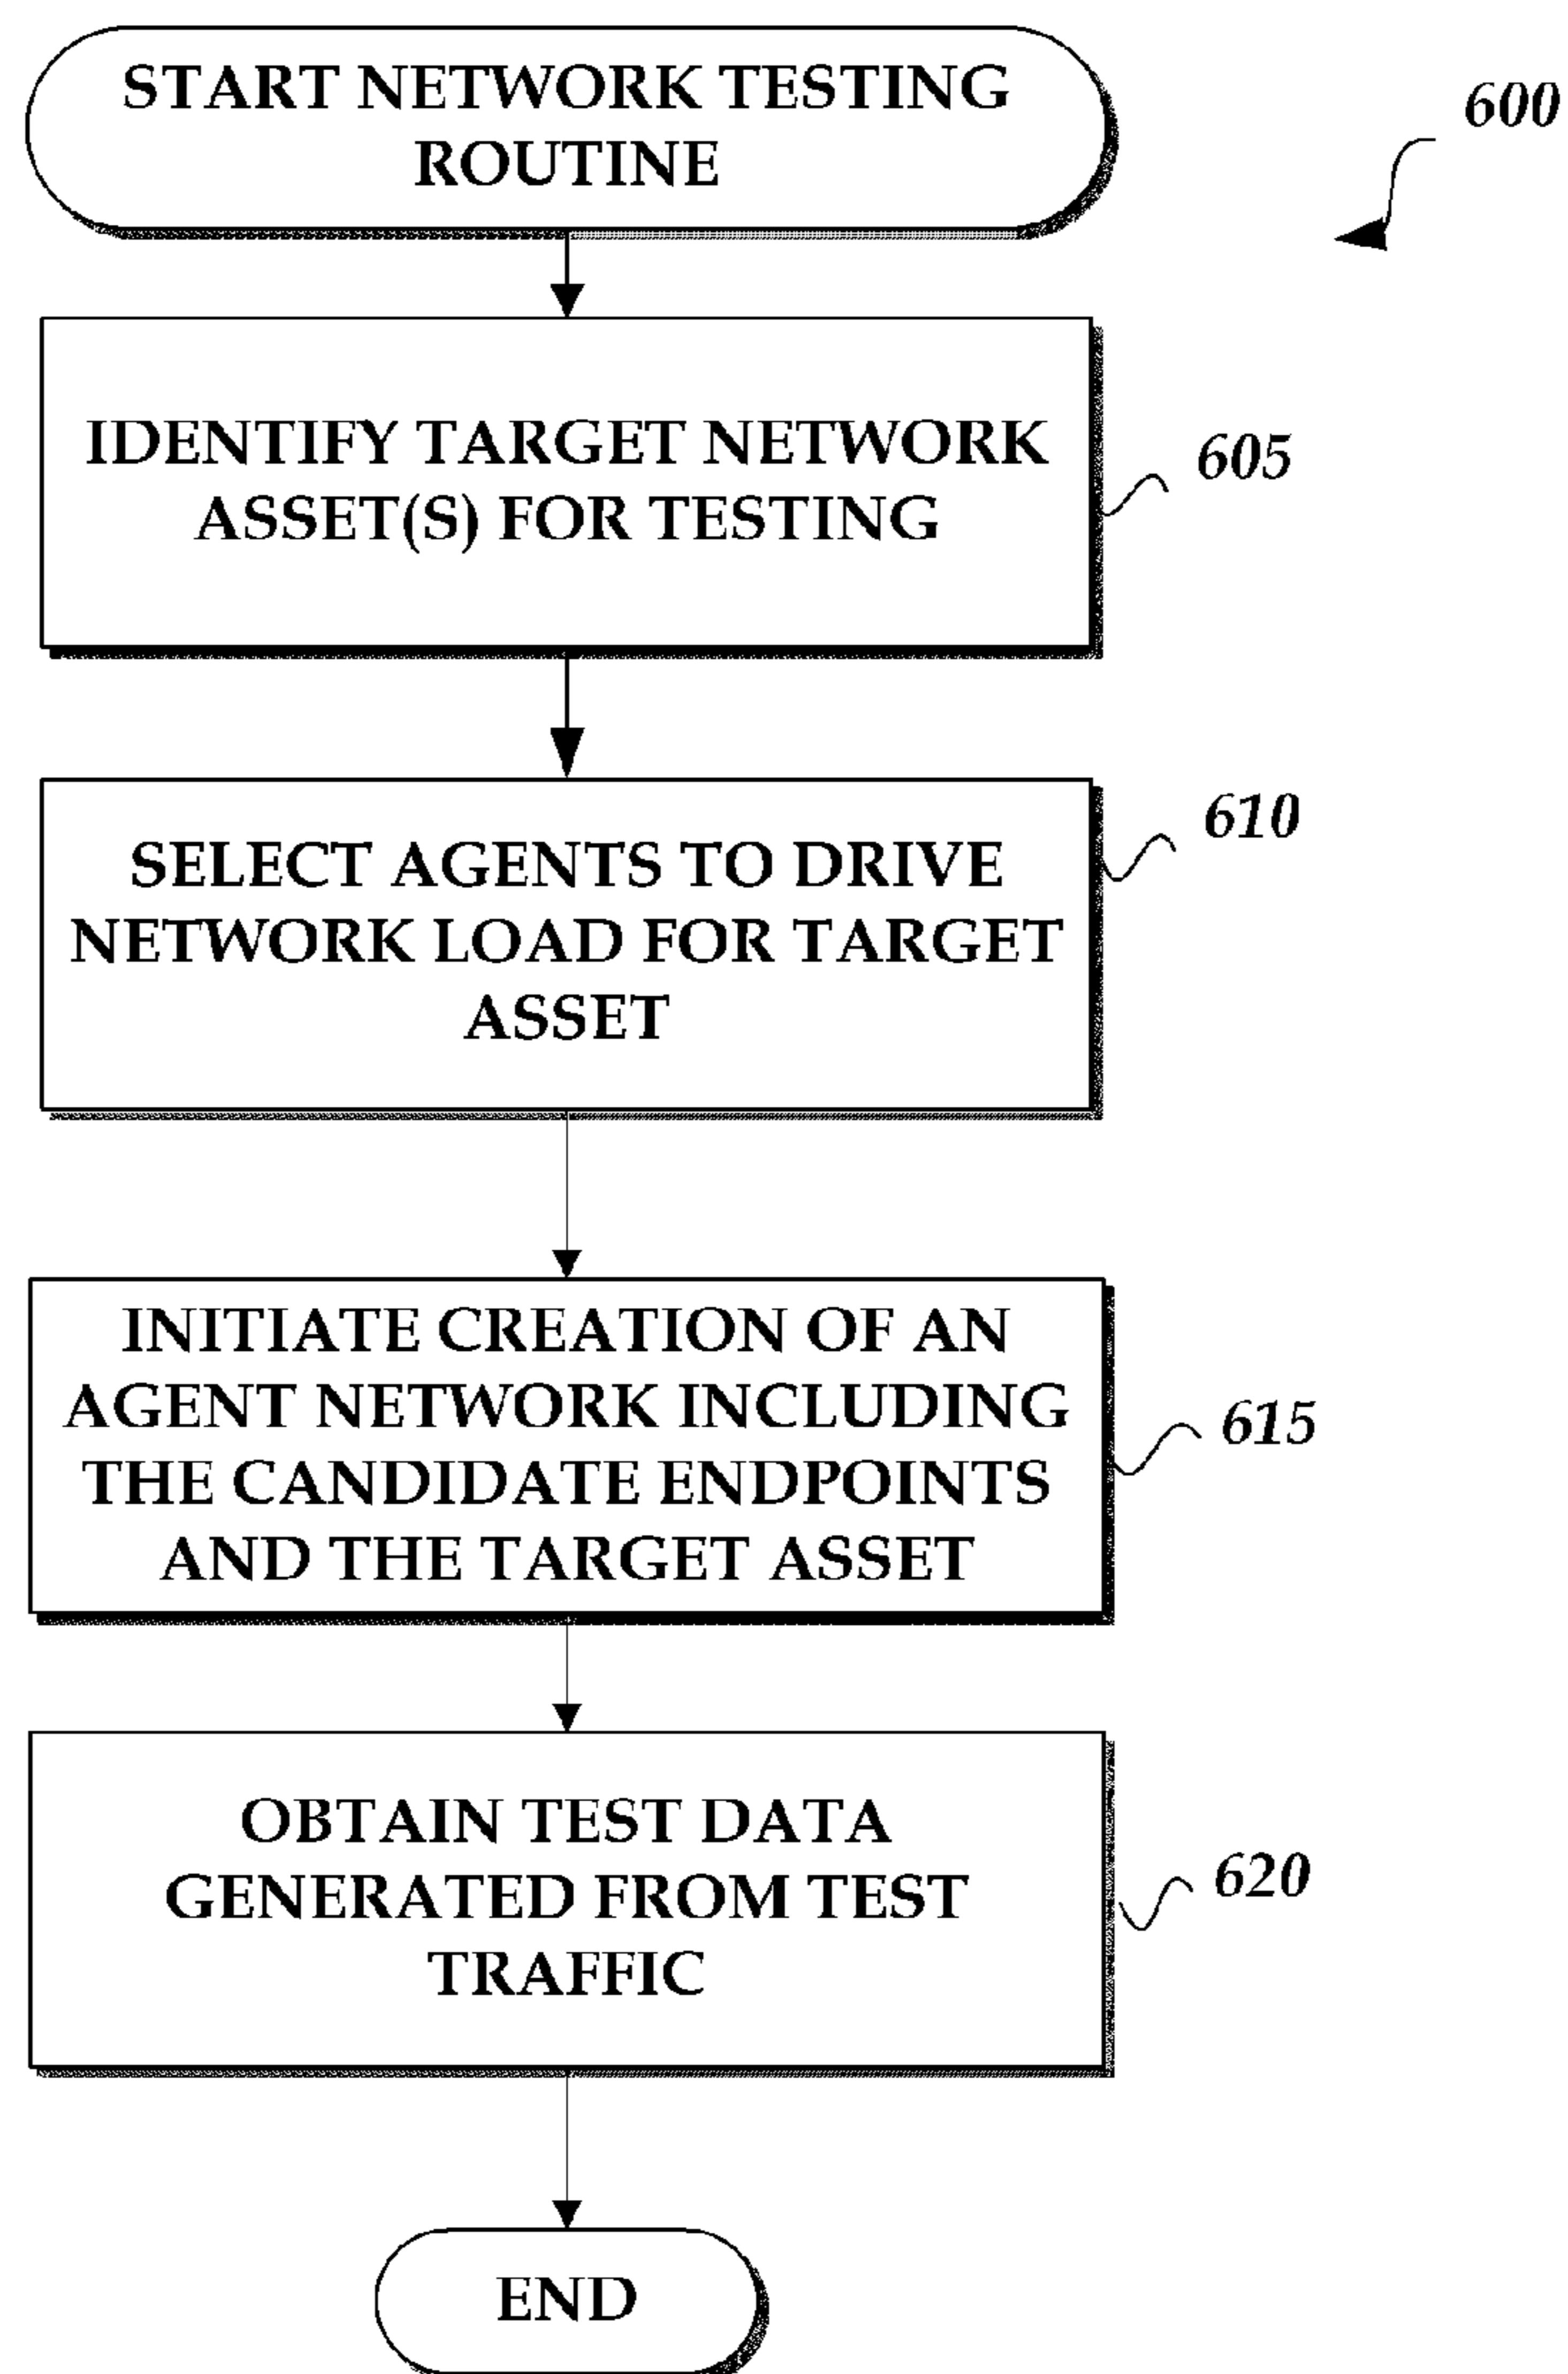 START NETWORK TESTING
ROUTINE
600
IDENTIFY TARGET NETWORK
ASSET(S) FOR TESTING
605
SELECT AGENTS TO DRIVE
NETWORK LOAD FOR TARGET
ASSET
610
INITIATE CREATION OF AN
AGENT NETWORK INCLUDING
THE CANDIDATE ENDPOINTS
AND THE TARGET ASSET
615
OBTAIN TEST DATA
GENERATED FROM TEST
TRAFFIC
620
END